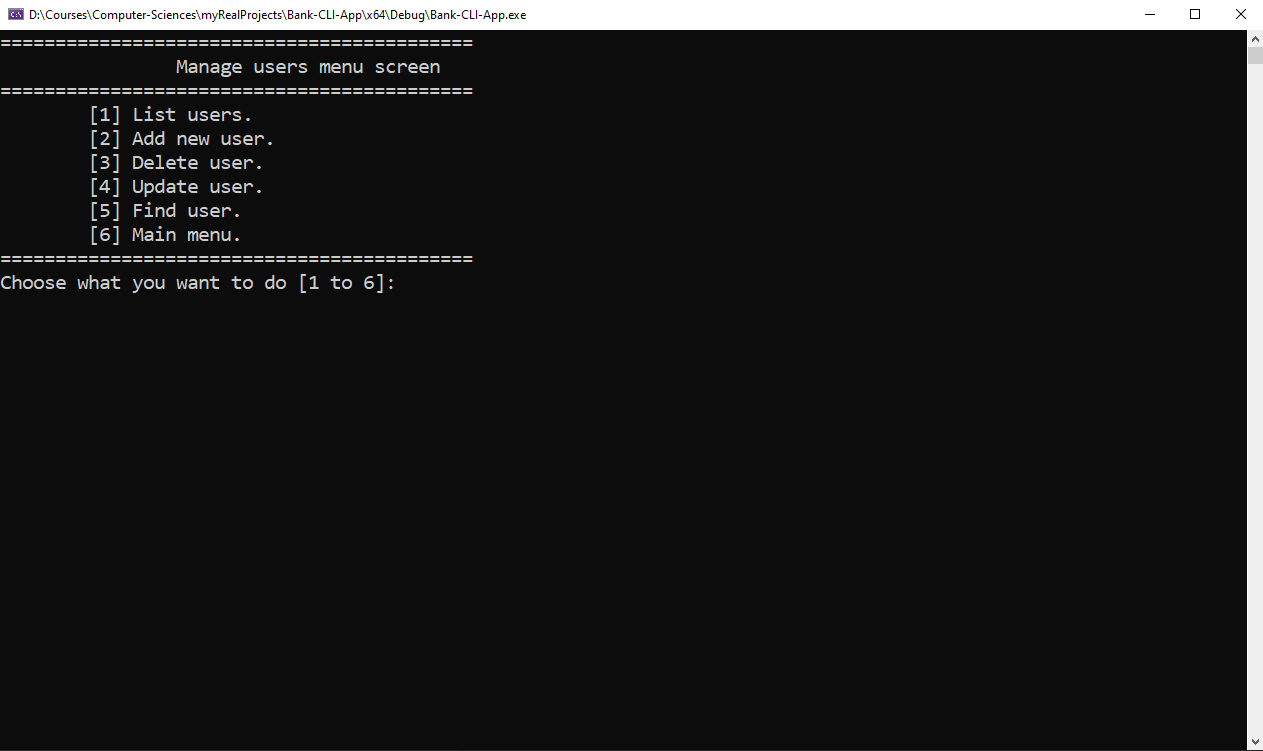 D:\Courses\Computer-Sciences\myRealProjects\Bank-CLI-App\x64\Debug\Bank-CLI-App.exe
===========================================
Manage users menu screen
===========================================
[1] List users.
[2] Add new user.
[3] Delete user.
[4] Update user.
[5] Find user.
[6] Main menu.
===========================================
Choose what you want to do [1 to 6]: